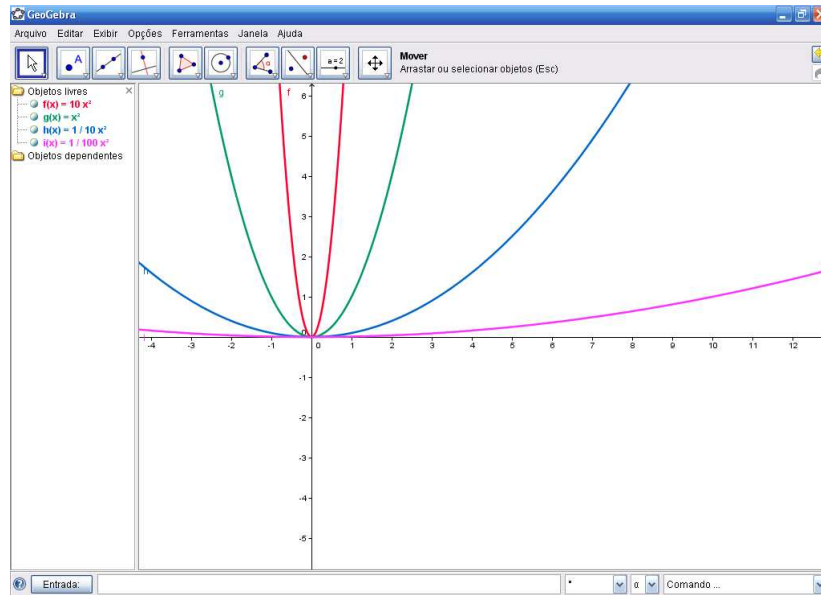 GeoGebra
Arquivo Editar Exibir Opções Ferramentas Janela Ajuda
A
α
a=2
Mover
Arrastar ou selecionar objetos (Esc)
Objetos livres
f(x) = 10 x²
g(x) = x²
h(x) = 1 / 10 x²
i(x) = 1 / 100 x²
Objetos dependentes
g
f
h
6
5
4
3
2
1
0
-4 -3 -2 -1 0 1 2 3 4 5 6 7 8 9 10 11 12
-1
-2
-3
-4
-5
Entrada:
α
Comando ...